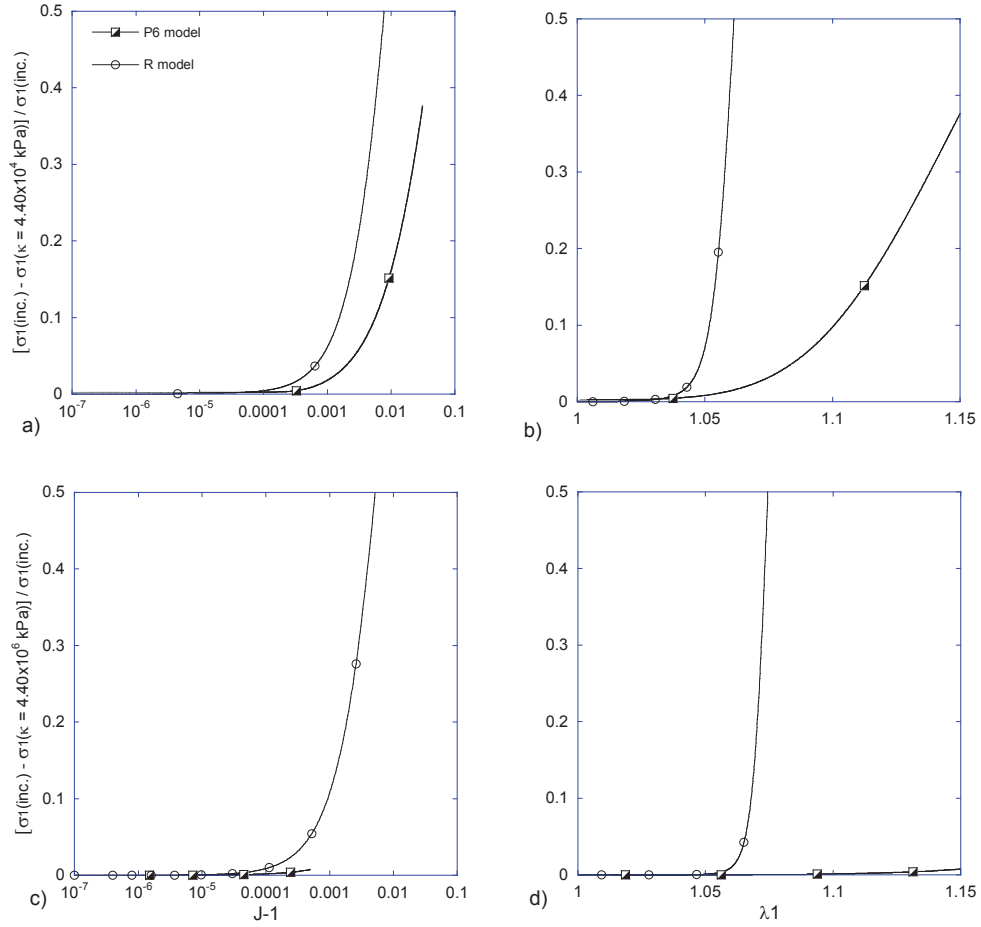 P6 model
R model
[σ1(inc.) - σ1(κ = 4.40x10⁴ kPa)] / σ1(inc.)
0.5
0.4
0.3
0.2
0.1
0
10⁻⁷ 10⁻⁶ 10⁻⁵ 0.0001 0.001 0.01 0.1
a)
0.5
0.4
0.3
0.2
0.1
0
1 1.05 1.1 1.15
b)
[σ1(inc.) - σ1(κ = 4.40x10⁶ kPa)] / σ1(inc.)
0.5
0.4
0.3
0.2
0.1
0
10⁻⁷ 10⁻⁶ 10⁻⁵ 0.0001 0.001 0.01 0.1
c)
J-1
0.5
0.4
0.3
0.2
0.1
0
1 1.05 1.1 1.15
d)
λ1